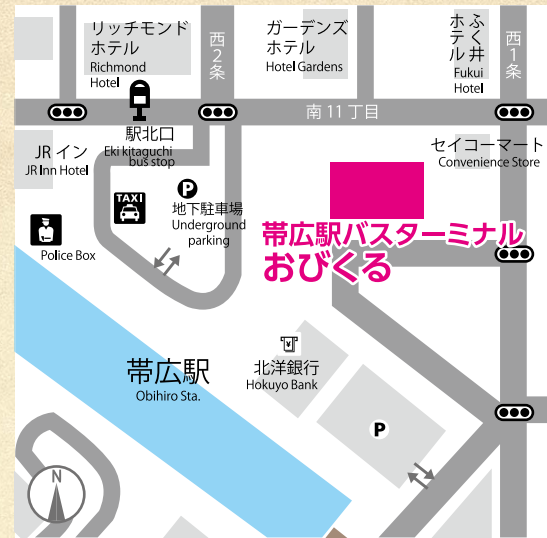 リッチモンド
ホテル
Richmond
Hotel
西2条
ガーデンズ
ホテル
Hotel Gardens
ふく井
ホテル
Fukui
Hotel
西1条
南11丁目
駅北口
Eki kitaguchi
bus stop
JRイン
JR Inn Hotel
セイコーマート
Convenience Store
TAXI
P
地下駐車場
Underground
parking
Police Box
帯広駅バスターミナル
おびくる
帯広駅
Obihiro Sta.
¥
北洋銀行
Hokuyo Bank
P
N